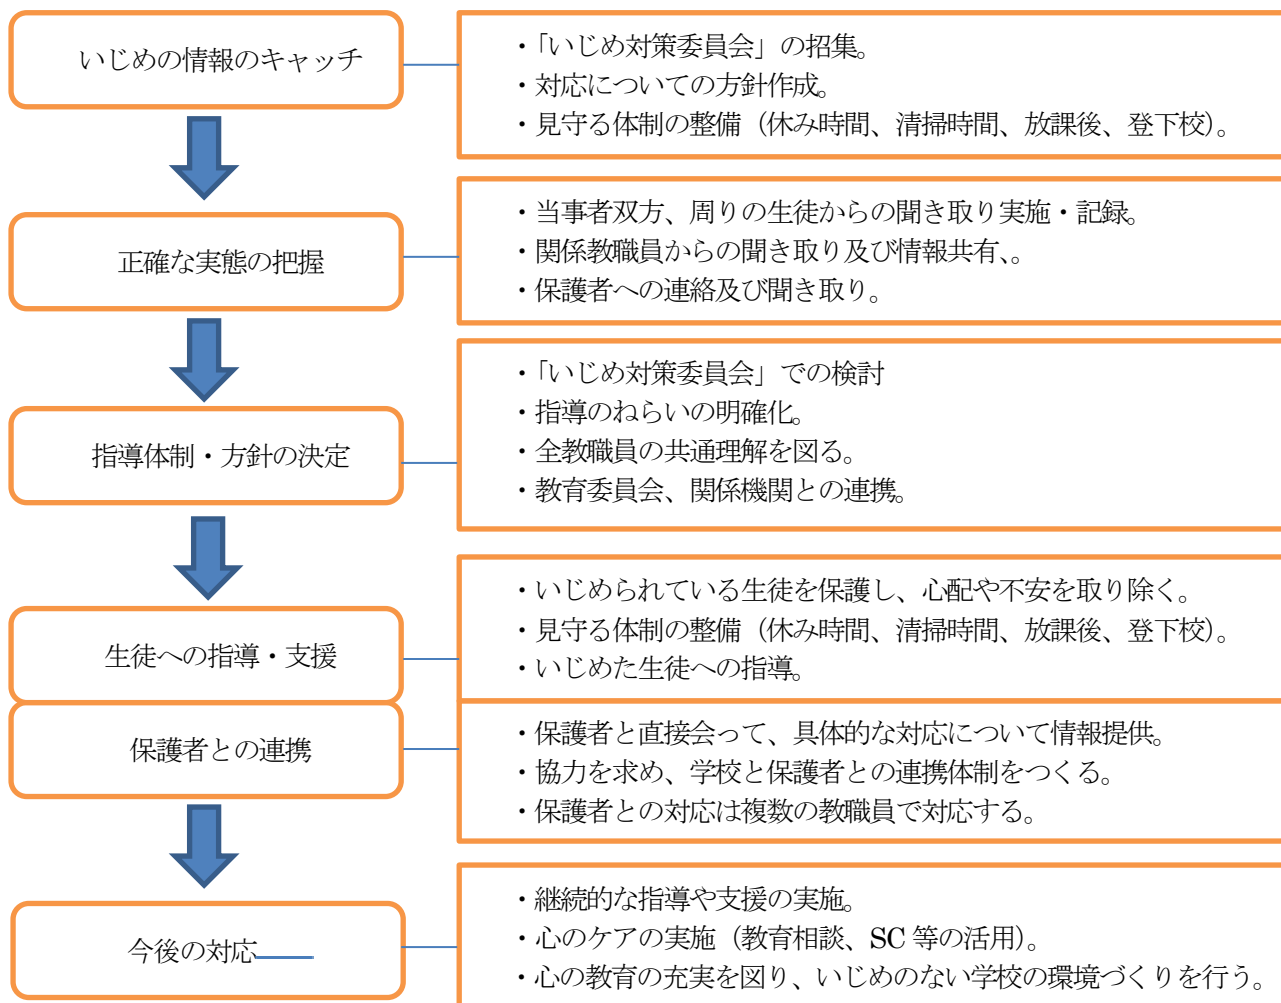 いじめの情報のキャッチ
・「いじめ対策委員会」の招集。
・対応についての方針作成。
・見守る体制の整備（休み時間、清掃時間、放課後、登下校）。
正確な実態の把握
・当事者双方、周りの生徒からの聞き取り実施・記録。
・関係教職員からの聞き取り及び情報共有、。
・保護者への連絡及び聞き取り。
指導体制・方針の決定
・「いじめ対策委員会」での検討
・指導のねらいの明確化。
・全教職員の共通理解を図る。
・教育委員会、関係機関との連携。
生徒への指導・支援
・いじめられている生徒を保護し、心配や不安を取り除く。
・見守る体制の整備（休み時間、清掃時間、放課後、登下校）。
・いじめた生徒への指導。
保護者との連携
・保護者と直接会って、具体的な対応について情報提供。
・協力を求め、学校と保護者との連携体制をつくる。
・保護者との対応は複数の教職員で対応する。
今後の対応
・継続的な指導や支援の実施。
・心のケアの実施（教育相談、SC 等の活用）。
・心の教育の充実を図り、いじめのない学校の環境づくりを行う。